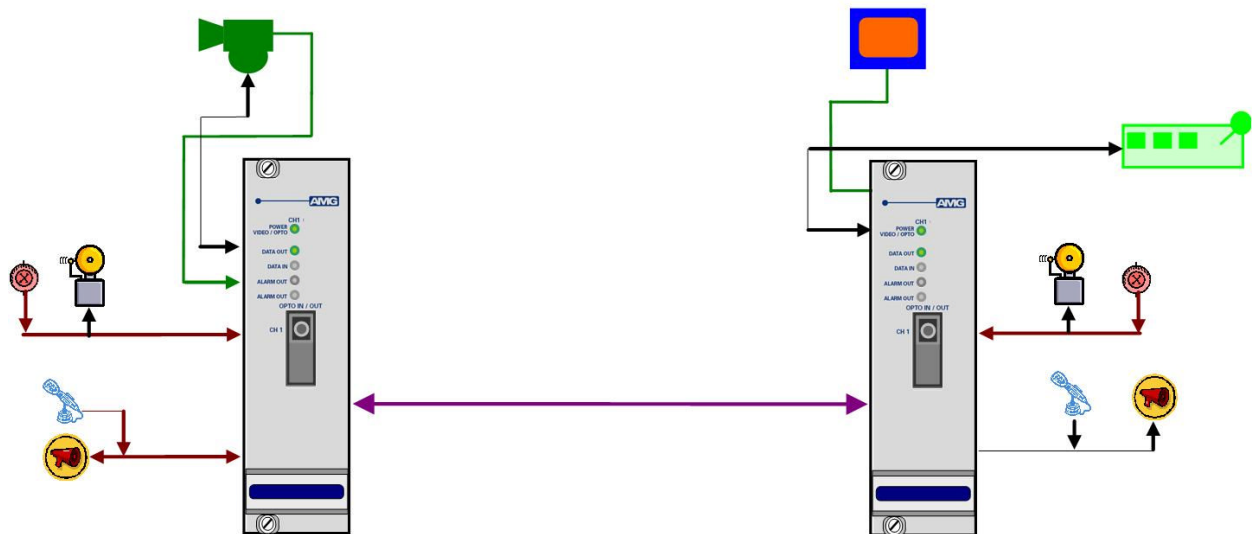 AMG
CH1
POWER
VIDEO / OPTO
DATA OUT
DATA IN
ALARM OUT
ALARM OUT
OPTO IN / OUT
CH 1
AMG
CH1
POWER
VIDEO / OPTO
DATA OUT
DATA IN
ALARM OUT
ALARM OUT
OPTO IN / OUT
CH 1